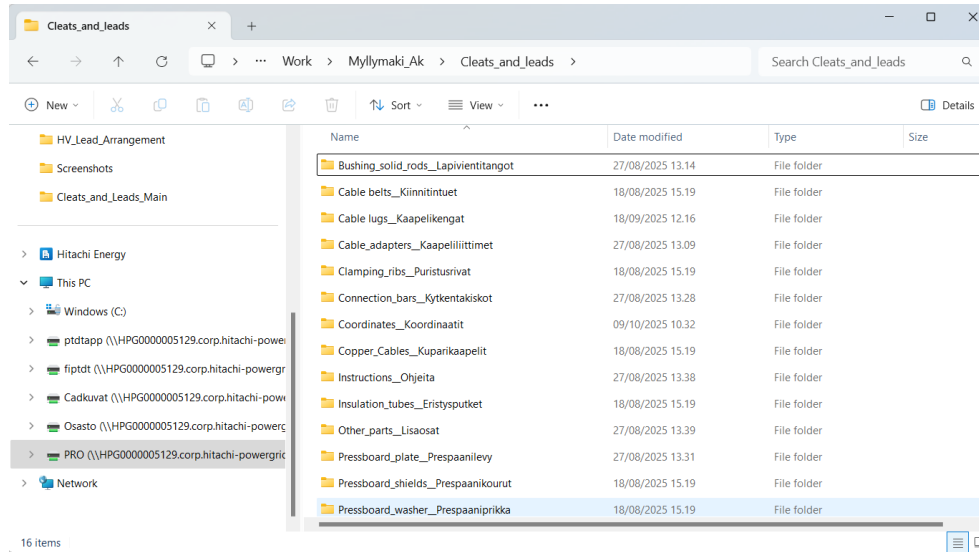 Cleats_and_leads
Work > Myllymaki_Ak > Cleats_and_leads >
Search Cleats_and_leads
New
Sort
View
Details
HV_Lead_Arrangement
Screenshots
Cleats_and_Leads_Main
Hitachi Energy
This PC
Windows (C:)
ptdtapp (\\HPG0000005129.corp.hitachi-power
fiptdt (\\HPG0000005129.corp.hitachi-powergr
Cadkuvat (\\HPG0000005129.corp.hitachi-powe
Osasto (\\HPG0000005129.corp.hitachi-powerg
PRO (\\HPG0000005129.corp.hitachi-powergric
Network
Name Date modified Type Size
Bushing_solid_rods__Lapivientitangot 27/08/2025 13.14 File folder
Cable belts__Kiinnitintuet 18/08/2025 15.19 File folder
Cable lugs__Kaapelikengat 18/09/2025 12.16 File folder
Cable_adapters__Kaapeliliittimet 27/08/2025 13.09 File folder
Clamping_ribs__Puristusrivat 18/08/2025 15.19 File folder
Connection_bars__Kytkentakiskot 27/08/2025 13.28 File folder
Coordinates__Koordinaatit 09/10/2025 10.32 File folder
Copper_Cables__Kuparikaapelit 18/08/2025 15.19 File folder
Instructions__Ohjeita 27/08/2025 13.38 File folder
Insulation_tubes__Eristysputket 18/08/2025 15.19 File folder
Other_parts__Lisaosat 27/08/2025 13.39 File folder
Pressboard_plate__Prespaanilevy 27/08/2025 13.31 File folder
Pressboard_shields__Prespaanikourut 18/08/2025 15.19 File folder
Pressboard_washer__Prespaaniprikka 18/08/2025 15.19 File folder
16 items